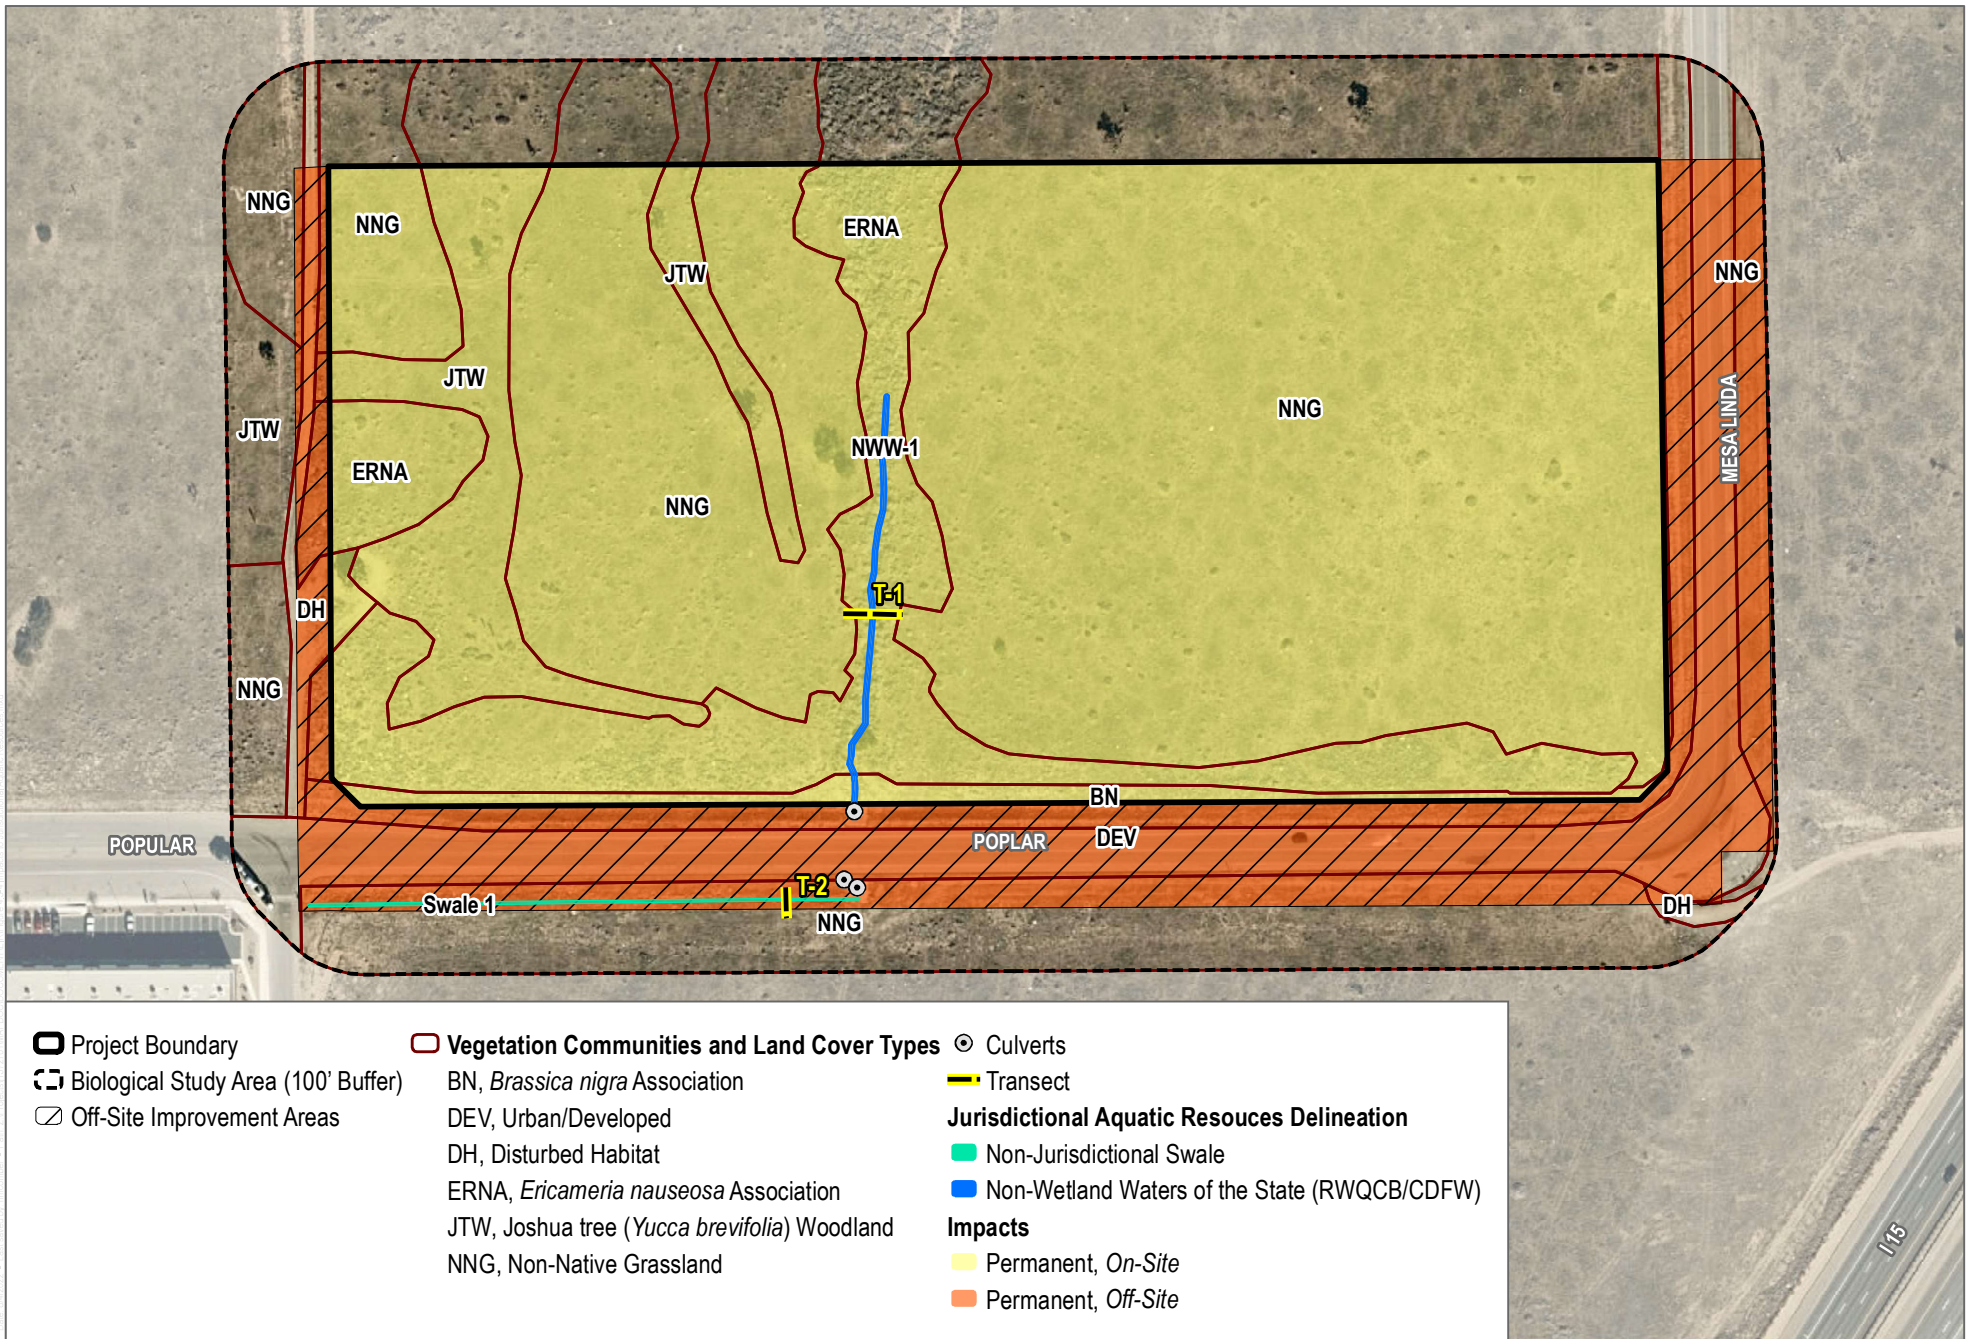 NNG
NNG
ERNA
JTW
NNG
JTW
NNG
MESA LINDA
JTW
NWW-1
ERNA
NNG
T-1
DH
NNG
BN
POPULAR
POPLAR
DEV
T-2
Swale 1
NNG
DH
I 15
Project Boundary
Biological Study Area (100' Buffer)
Off-Site Improvement Areas
Vegetation Communities and Land Cover Types
BN, Brassica nigra Association
DEV, Urban/Developed
DH, Disturbed Habitat
ERNA, Ericameria nauseosa Association
JTW, Joshua tree (Yucca brevifolia) Woodland
NNG, Non-Native Grassland
Culverts
Transect
Jurisdictional Aquatic Resouces Delineation
Non-Jurisdictional Swale
Non-Wetland Waters of the State (RWQCB/CDFW)
Impacts
Permanent, On-Site
Permanent, Off-Site